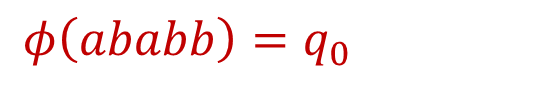 ϕ(ababb) = q₀